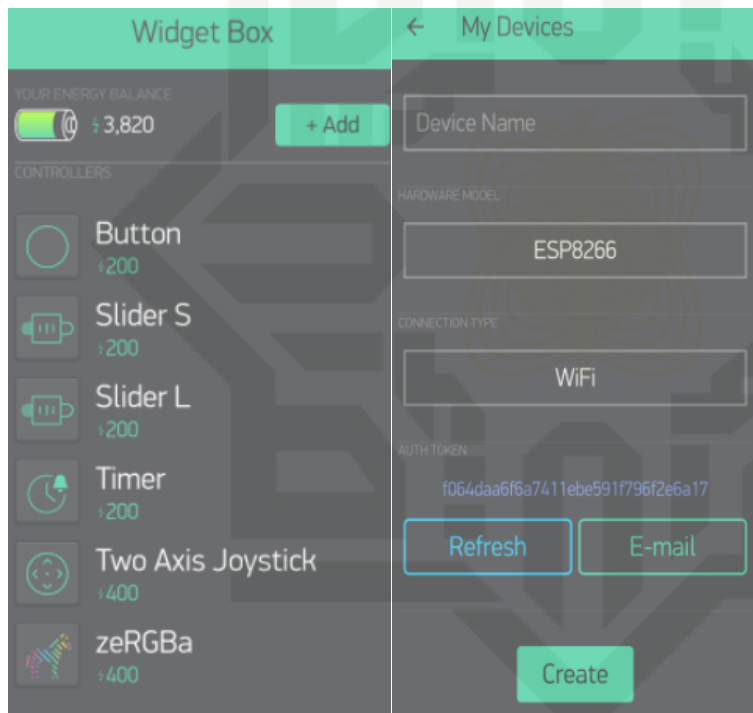 Widget Box
YOUR ENERGY BALANCE
3,820
+ Add
CONTROLLERS
Button
200
Slider S
200
Slider L
200
Timer
200
Two Axis Joystick
400
zeRGBa
400
← My Devices
Device Name
HARDWARE MODEL
ESP8266
CONNECTION TYPE
WiFi
AUTH TOKEN
f064daa6f6a7411ebe591f796f2e6a17
Refresh
E-mail
Create